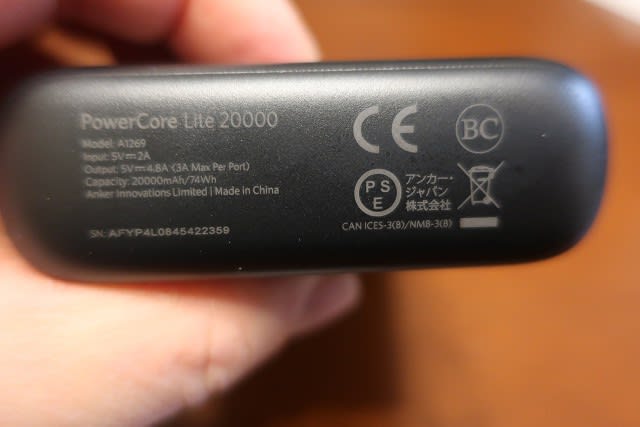 PowerCore Lite 20000
Model: A1269
Input: 5V⎓2A
Output: 5V⎓4.8A (3A Max Per Port)
Capacity: 20000mAh/74Wh
Anker Innovations Limited | Made in China
SN: AFYP4L0845422359
CE
BC
PS
E
アンカー・
ジャパン
株式会社
CAN ICES-3(B)/NMB-3(B)